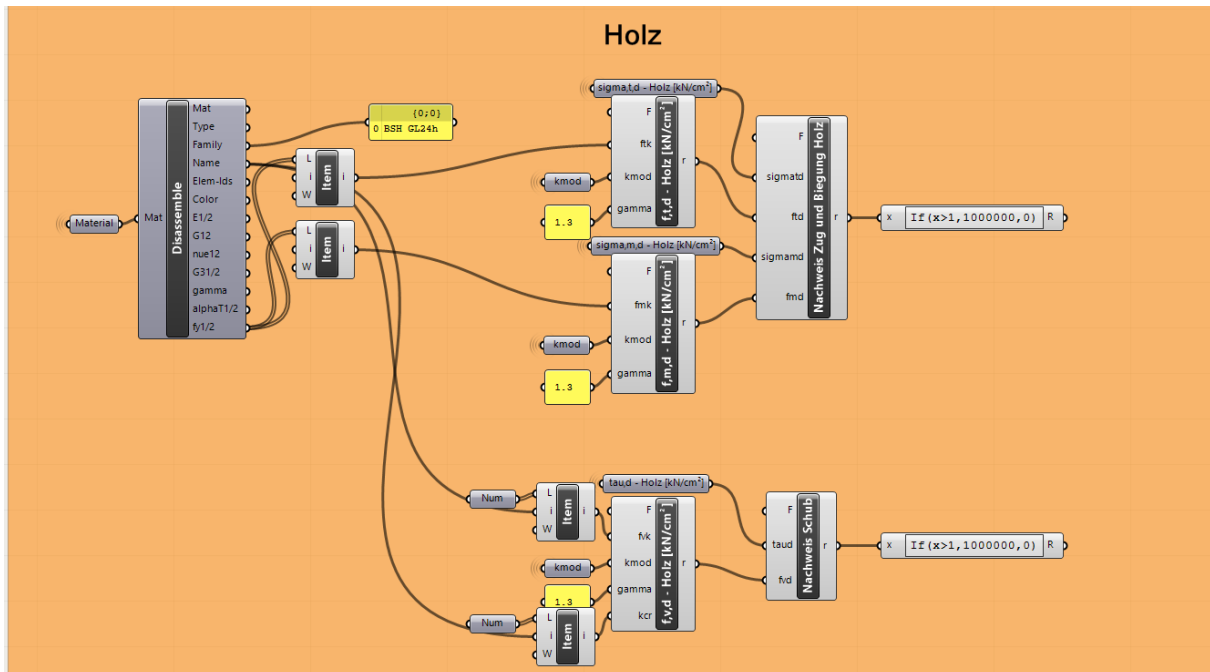 Holz
Material
Mat
Disassemble
Mat
Type
Family
Name
Elem-Ids
Color
E1/2
G12
nue12
G31/2
gamma
alphaT1/2
fy1/2
{0;0}
0 BSH GL24h
L
i
W
Item
i
L
i
W
Item
i
sigma,t,d - Holz [kN/cm²]
F
ftk
kmod
gamma
f,t,d - Holz [kN/cm²]
r
kmod
1.3
sigma,m,d - Holz [kN/cm²]
F
fmk
kmod
gamma
f,m,d - Holz [kN/cm²]
r
kmod
1.3
F
sigmatd
ftd
sigmamd
fmd
Nachweis Zug und Biegung Holz
r
x
If(x>1,1000000,0)
R
Num
L
i
W
Item
i
tau,d - Holz [kN/cm²]
F
fvk
kmod
gamma
kcr
f,v,d - Holz [kN/cm²]
r
kmod
1.3
Num
L
i
W
Item
i
F
taud
fvd
Nachweis Schub
r
x
If(x>1,1000000,0)
R